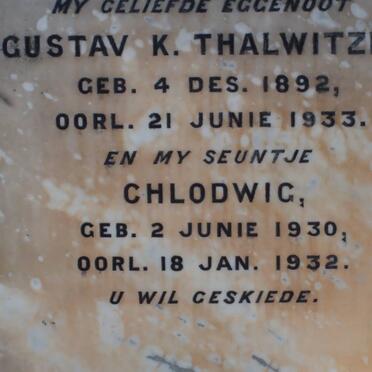 MY GELIEFDE EGGENOOT
GUSTAV K. THALWITZ
GEB. 4 DES. 1892,
OORL. 21 JUNIE 1933.
EN MY SEUNTJE
CHLODWIG,
GEB. 2 JUNIE 1930,
OORL. 18 JAN. 1932.
U WIL GESKIEDE.